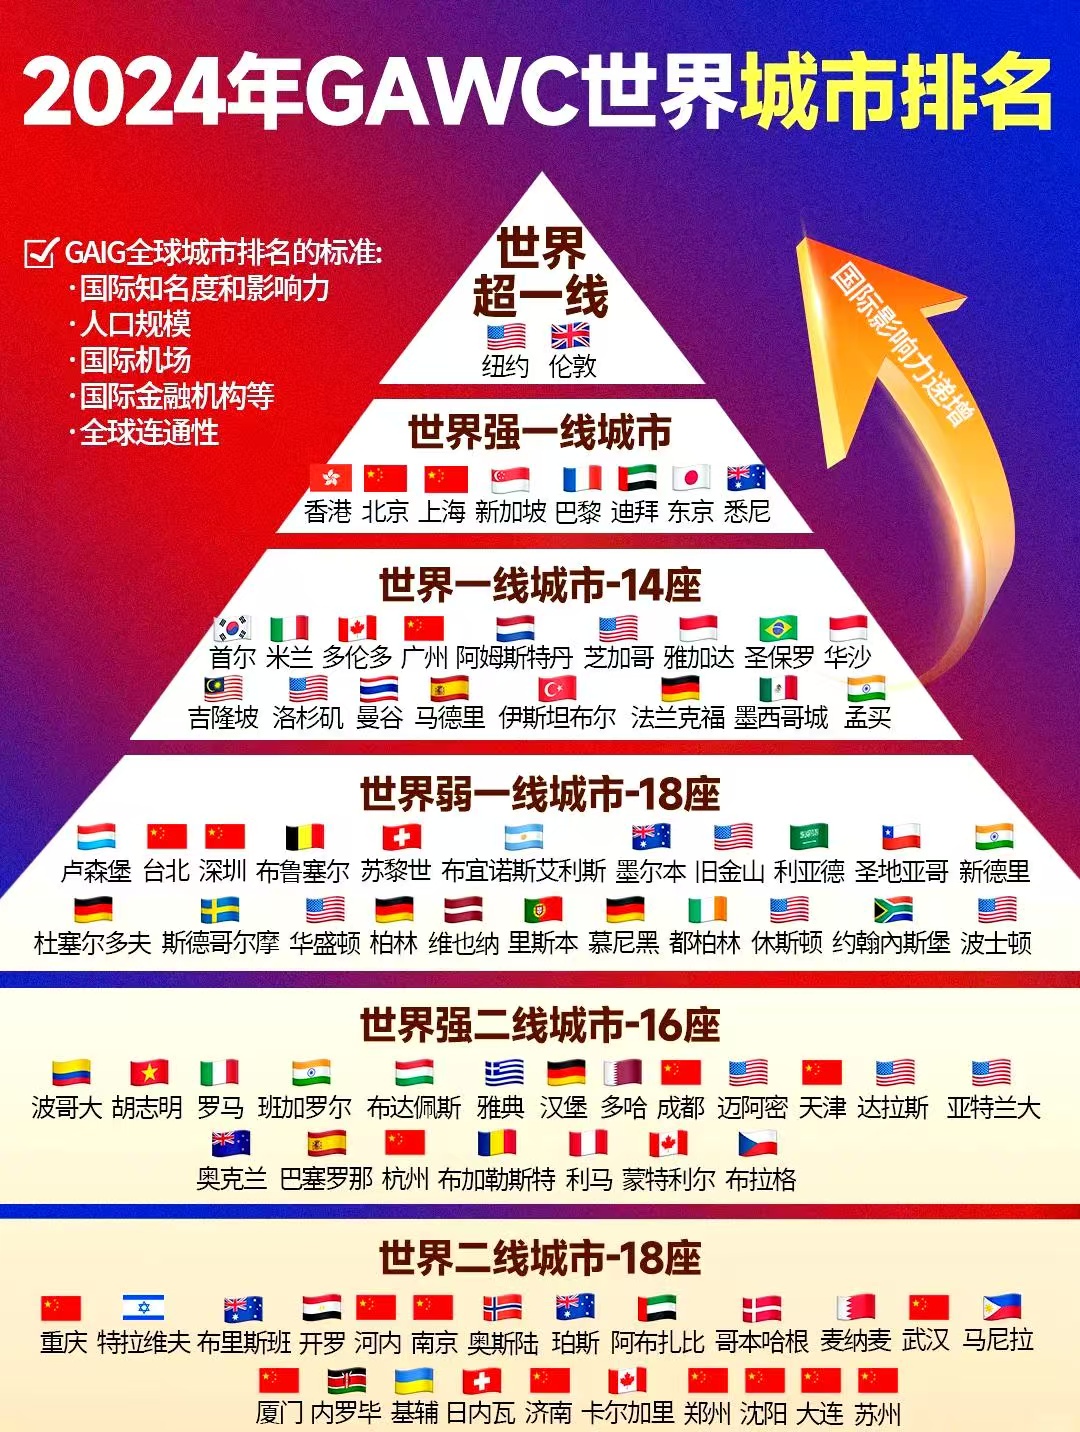 2024年GAWC世界城市排名
GAIG全球城市排名的标准:
·国际知名度和影响力
·人口规模
·国际机场
·国际金融机构等
·全球连通性
国际影响力递增
世界
超一线
纽约 伦敦
世界强一线城市
香港 北京 上海 新加坡 巴黎 迪拜 东京 悉尼
世界一线城市-14座
首尔 米兰 多伦多 广州 阿姆斯特丹 芝加哥 雅加达 圣保罗 华沙
吉隆坡 洛杉矶 曼谷 马德里 伊斯坦布尔 法兰克福 墨西哥城 孟买
世界弱一线城市-18座
卢森堡 台北 深圳 布鲁塞尔 苏黎世 布宜诺斯艾利斯 墨尔本 旧金山 利亚德 圣地亚哥 新德里
杜塞尔多夫 斯德哥尔摩 华盛顿 柏林 维也纳 里斯本 慕尼黑 都柏林 休斯顿 约翰內斯堡 波士顿
世界强二线城市-16座
波哥大 胡志明 罗马 班加罗尔 布达佩斯 雅典 汉堡 多哈 成都 迈阿密 天津 达拉斯 亚特兰大
奥克兰 巴塞罗那 杭州 布加勒斯特 利马 蒙特利尔 布拉格
世界二线城市-18座
重庆 特拉维夫 布里斯班 开罗 河内 南京 奥斯陆 珀斯 阿布扎比 哥本哈根 麦纳麦 武汉 马尼拉
厦门 内罗毕 基辅 日内瓦 济南 卡尔加里 郑州 沈阳 大连 苏州